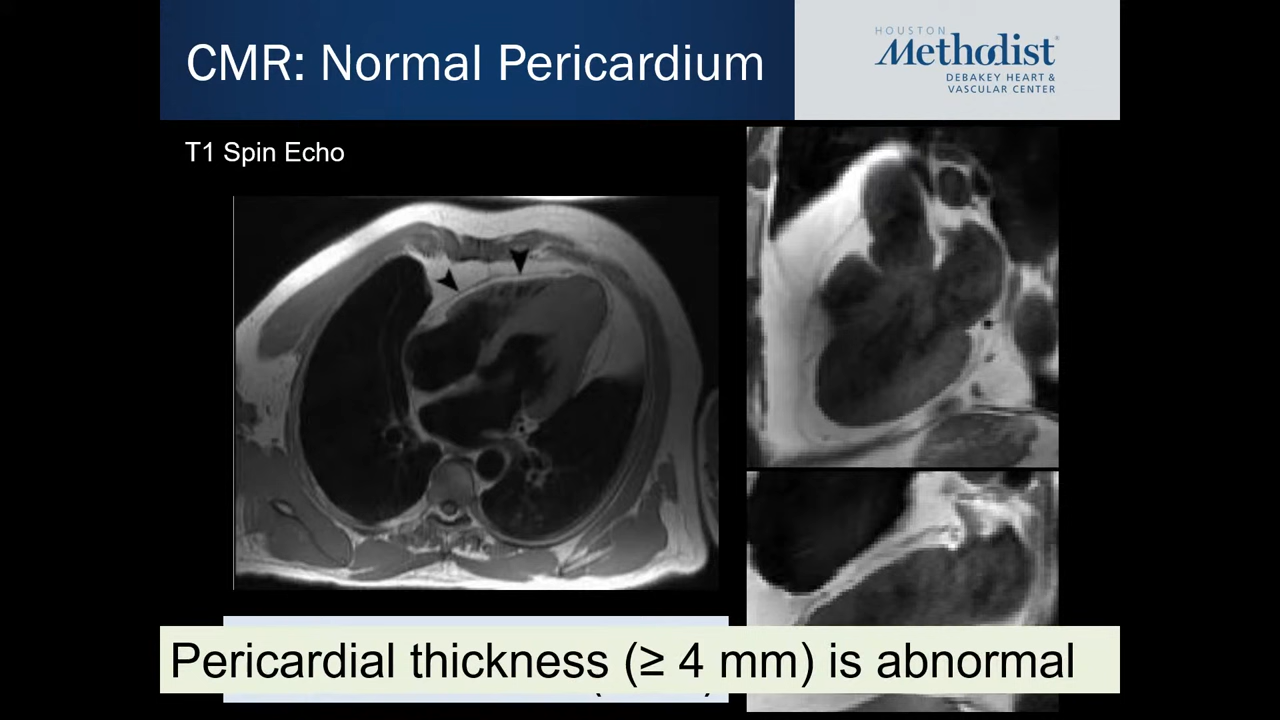 CMR: Normal Pericardium
HOUSTON
Methodist
DEBAKEY HEART &
VASCULAR CENTER
T1 Spin Echo
Pericardial thickness (≥ 4 mm) is abnormal